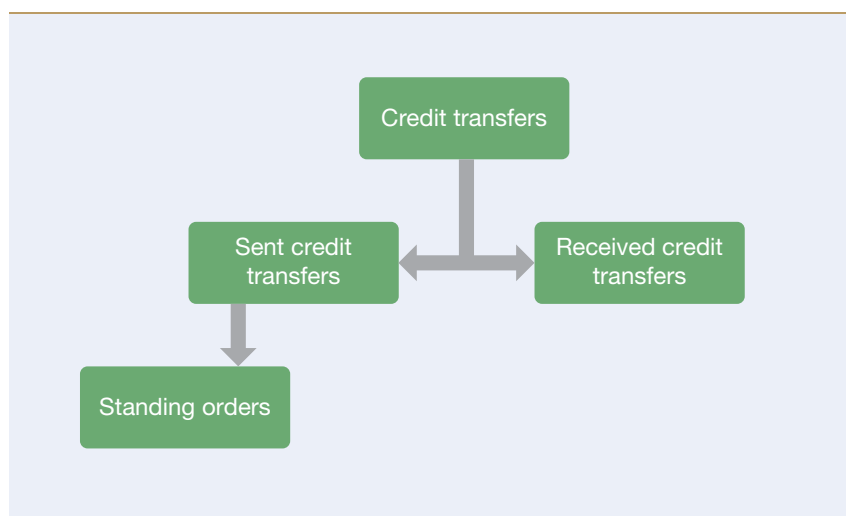 Credit transfers
Sent credit
transfers
Received credit
transfers
Standing orders